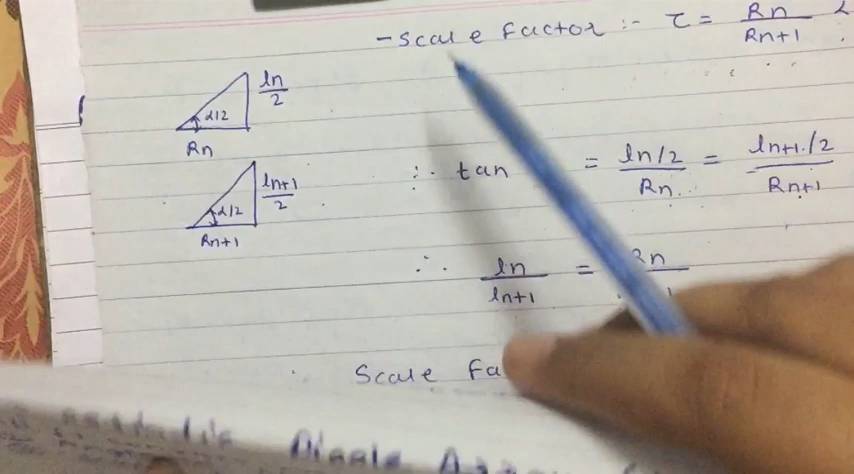 - Scale Factor :- τ = Rn / Rn+1 <
ln/2
α/2
Rn
∴ tan = ln/2 / Rn = ln+1/2 / Rn+1
ln+1/2
α/2
Rn+1
∴ ln / ln+1 = Rn
Scale Fa